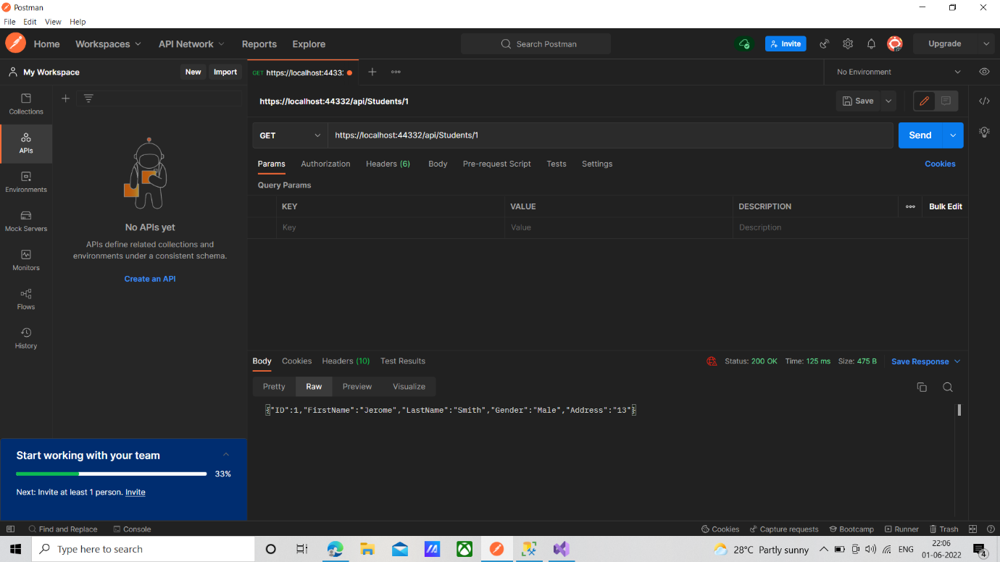 Postman
File Edit View Help
Home Workspaces API Network Reports Explore Search Postman Invite Upgrade
My Workspace New Import GET https://localhost:4433: No Environment
https://localhost:44332/api/Students/1 Save
Collections
GET https://localhost:44332/api/Students/1 Send
APIs
Params Authorization Headers (6) Body Pre-request Script Tests Settings Cookies
Environments
Query Params
KEY VALUE DESCRIPTION Bulk Edit
Mock Servers
Key Value Description
No APIs yet
APIs define related collections and
environments under a consistent schema.
Monitors
Create an API
Flows
History
Body Cookies Headers (10) Test Results Status: 200 OK Time: 125 ms Size: 475 B Save Response
Pretty Raw Preview Visualize
{"ID":1,"FirstName":"Jerome","LastName":"Smith","Gender":"Male","Address":"13"}
Start working with your team
33%
Next: Invite at least 1 person. Invite
Find and Replace Console Cookies Capture requests Bootcamp Runner Trash
Type here to search 28°C Partly sunny ENG 22:06
01-06-2022 4